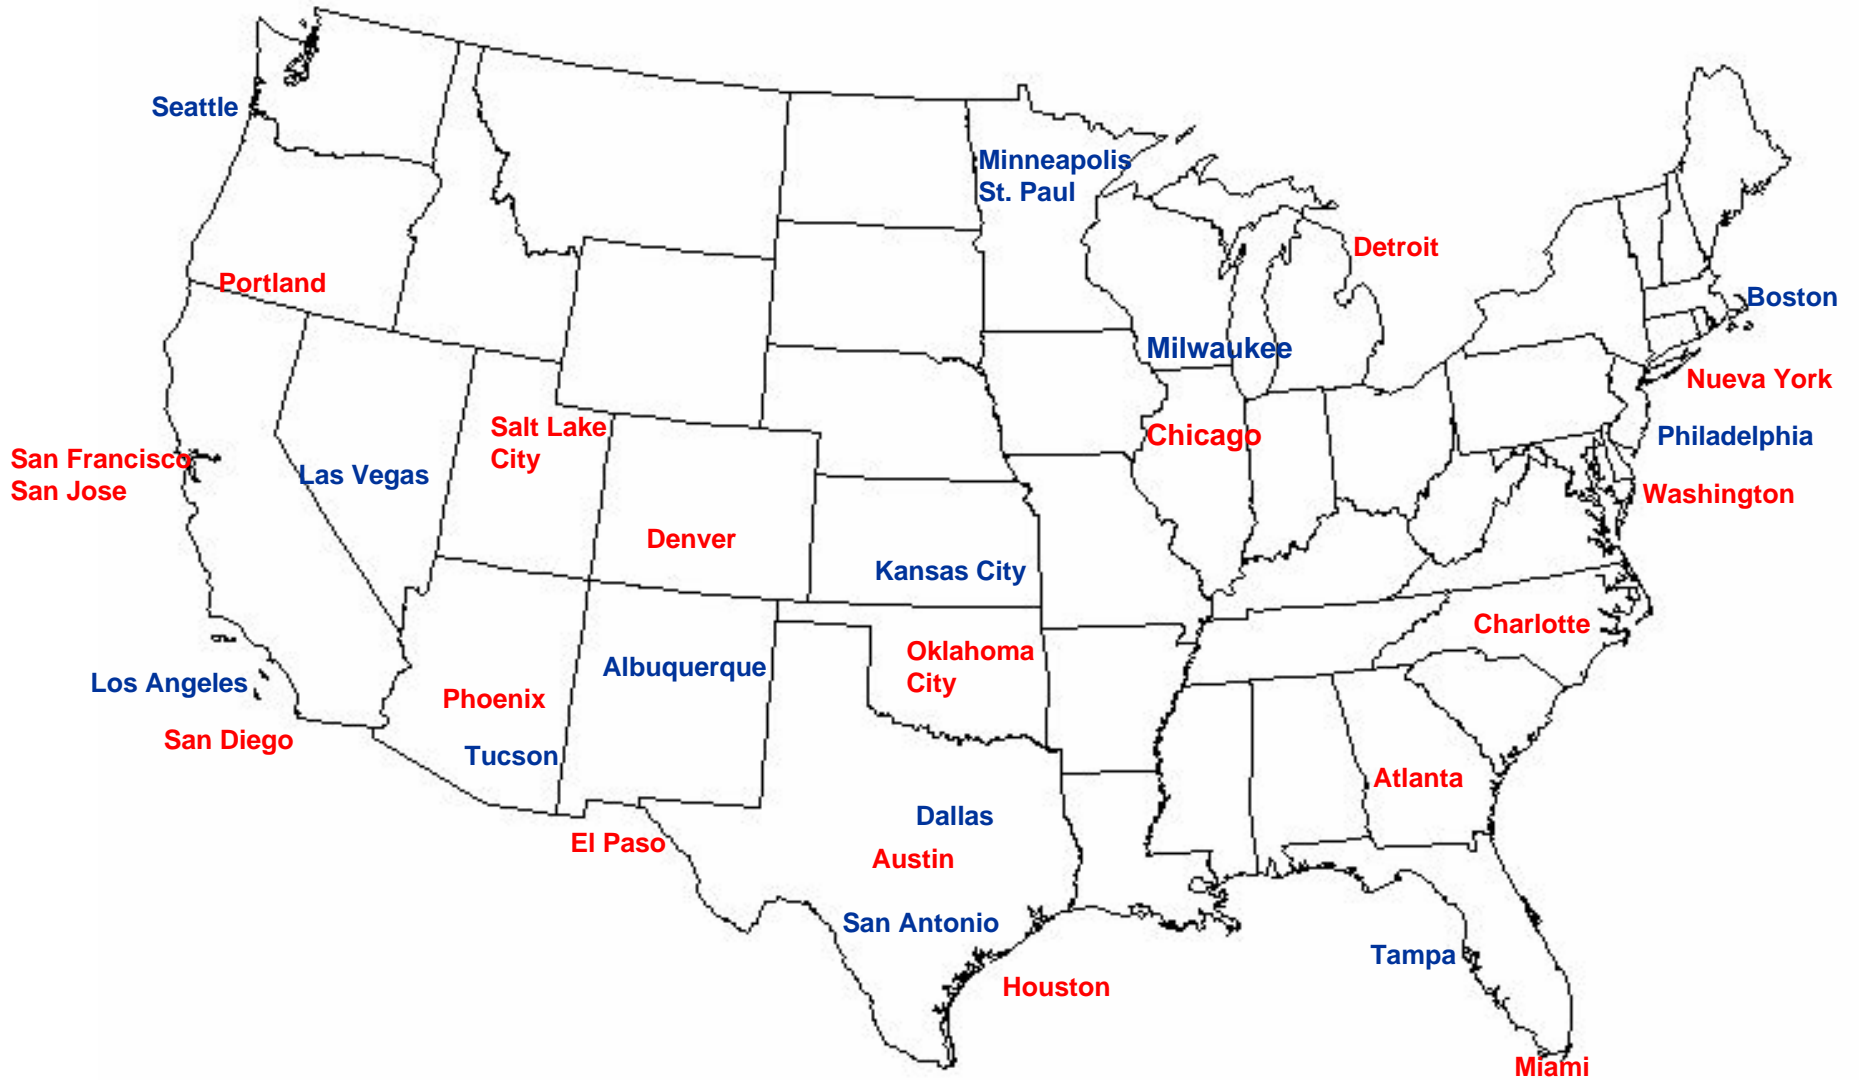 Seattle
Minneapolis
St. Paul
Detroit
Portland
Boston
Milwaukee
Nueva York
Salt Lake
City
Chicago
Philadelphia
San Francisco
San Jose
Las Vegas
Washington
Denver
Kansas City
Charlotte
Oklahoma
City
Albuquerque
Los Angeles
Phoenix
San Diego
Tucson
Atlanta
Dallas
El Paso
Austin
San Antonio
Tampa
Houston
Miami